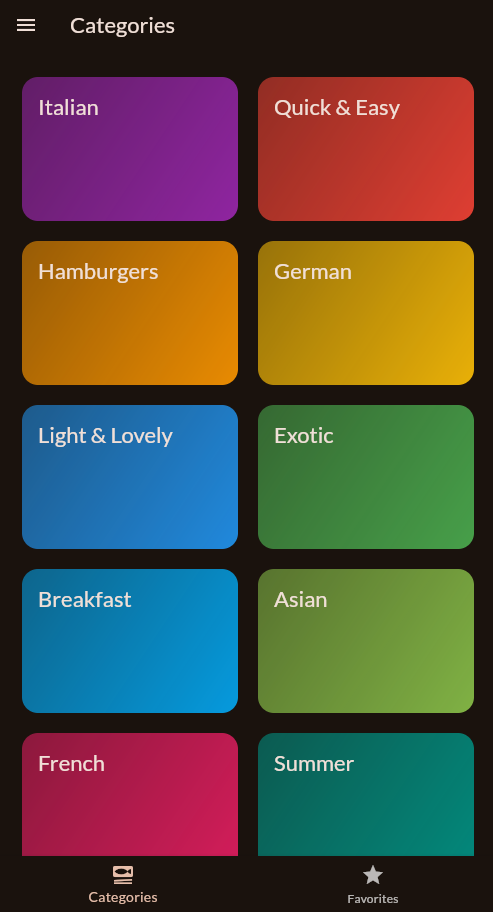 Categories
Italian
Quick & Easy
Hamburgers
German
Light & Lovely
Exotic
Breakfast
Asian
French
Summer
Categories
Favorites